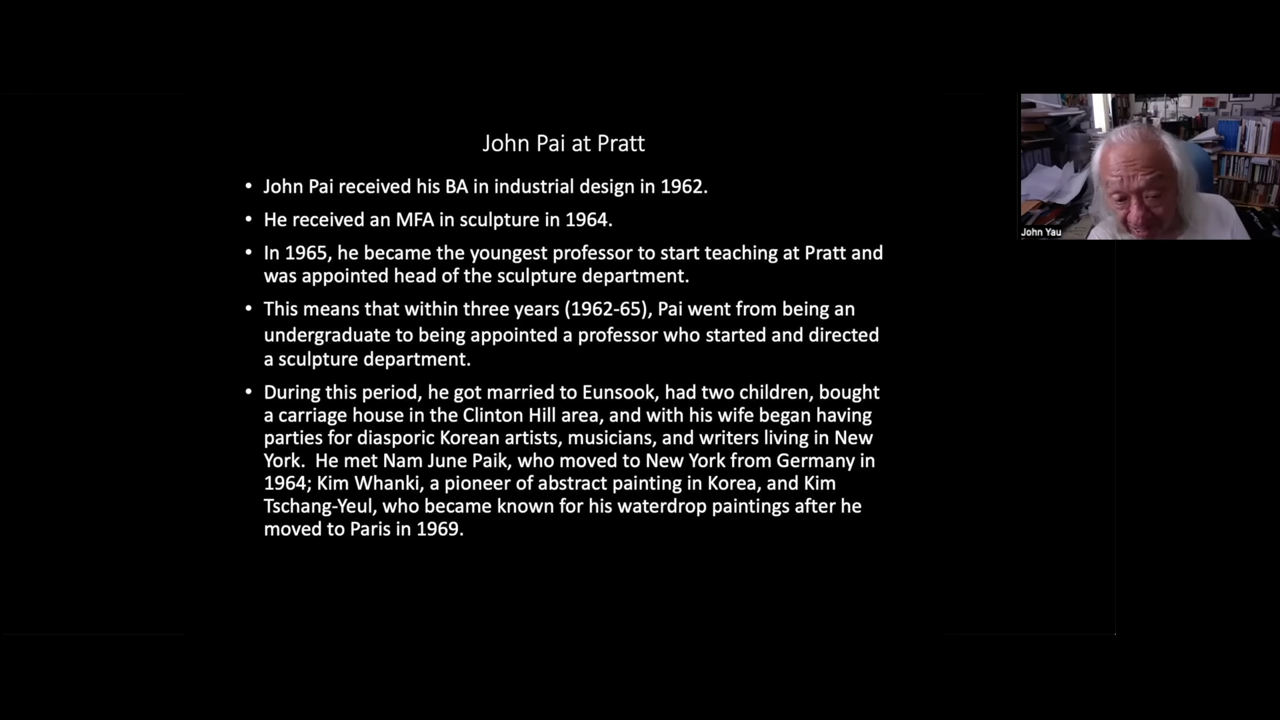 John Pai at Pratt
• John Pai received his BA in industrial design in 1962.
• He received an MFA in sculpture in 1964.
• In 1965, he became the youngest professor to start teaching at Pratt and
was appointed head of the sculpture department.
• This means that within three years (1962-65), Pai went from being an
undergraduate to being appointed a professor who started and directed
a sculpture department.
• During this period, he got married to Eunsook, had two children, bought
a carriage house in the Clinton Hill area, and with his wife began having
parties for diasporic Korean artists, musicians, and writers living in New
York.  He met Nam June Paik, who moved to New York from Germany in
1964; Kim Whanki, a pioneer of abstract painting in Korea, and Kim
Tschang-Yeul, who became known for his waterdrop paintings after he
moved to Paris in 1969.
John Yau